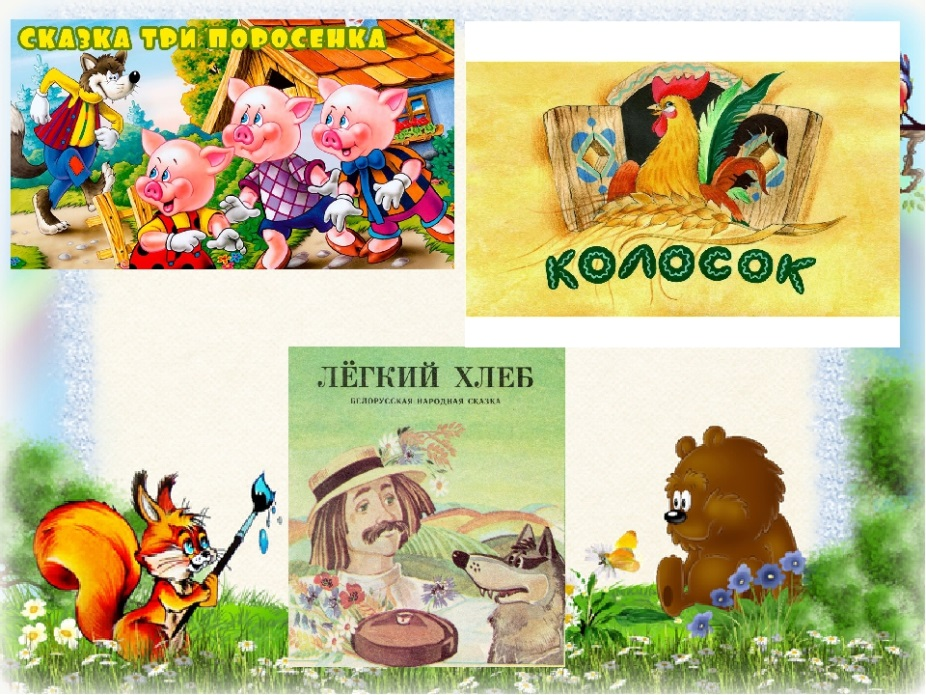 СКАЗКА ТРИ ПОРОСЕНКА
КОЛОСОК
ЛЁГКИЙ ХЛЕБ
БЕЛОРУССКАЯ НАРОДНАЯ СКАЗКА